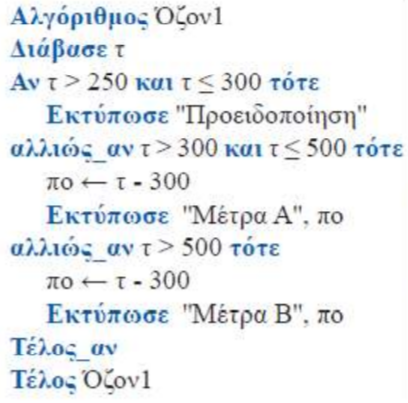 Αλγόριθμος Όζον1
Διάβασε τ
Αν τ > 250 και τ ≤ 300 τότε
Εκτύπωσε "Προειδοποίηση"
αλλιώς_αν τ > 300 και τ ≤ 500 τότε
πο ← τ - 300
Εκτύπωσε "Μέτρα Α", πο
αλλιώς_αν τ > 500 τότε
πο ← τ - 300
Εκτύπωσε "Μέτρα Β", πο
Τέλος_αν
Τέλος Όζον1